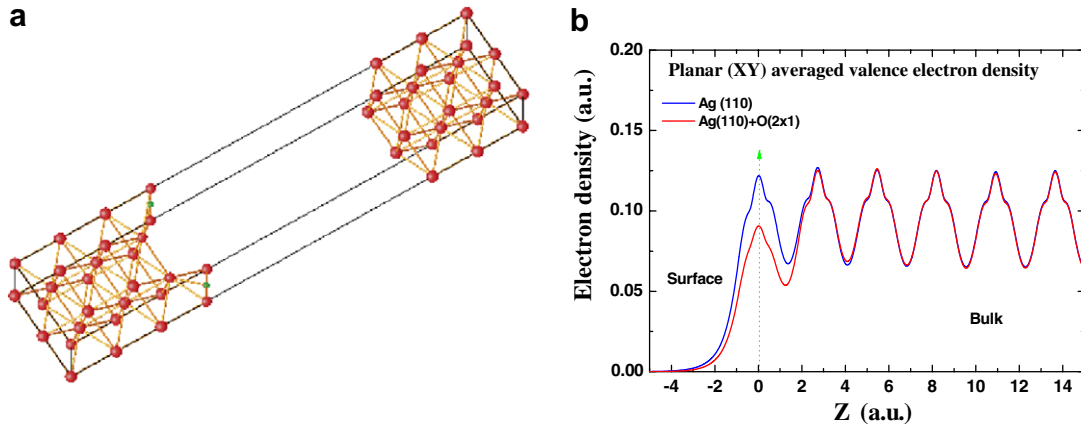 a
b
Planar (XY) averaged valence electron density
Ag (110)
Ag(110)+O(2x1)
Electron density (a.u.)
0.20
0.15
0.10
0.05
0.00
Surface
Bulk
-4 -2 0 2 4 6 8 10 12 14
Z (a.u.)